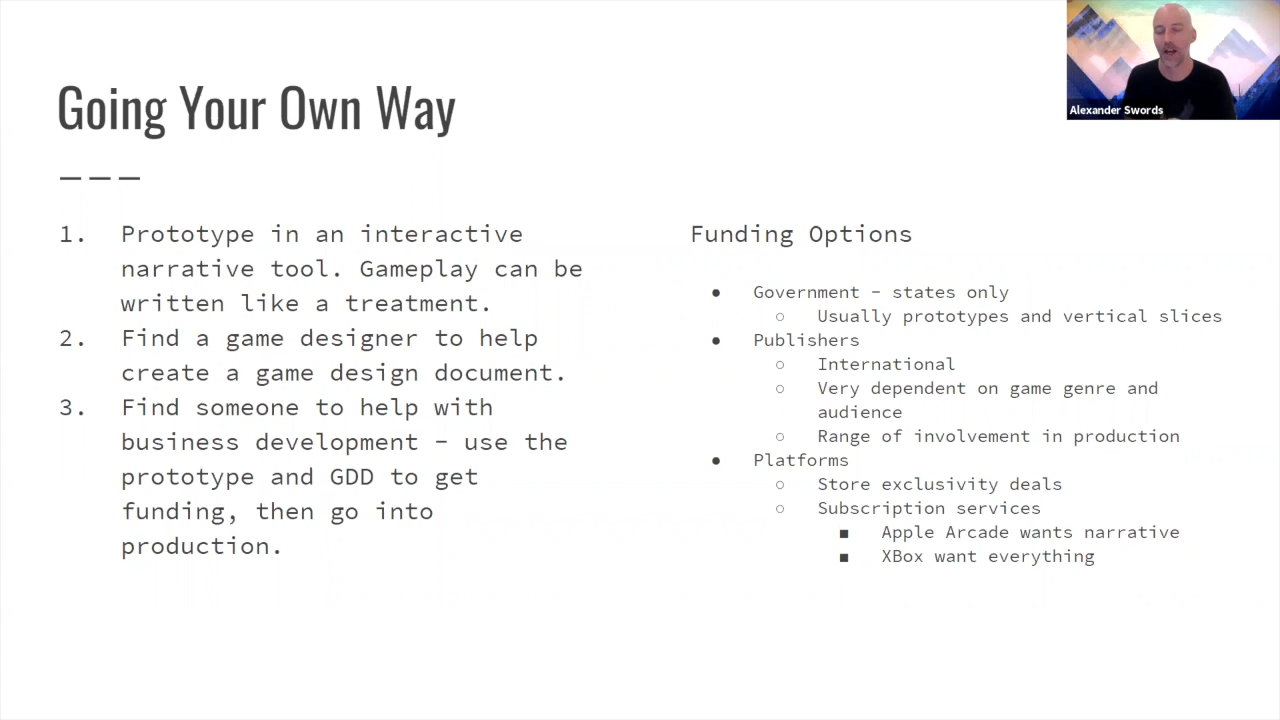 Going Your Own Way
1. Prototype in an interactive
narrative tool. Gameplay can be
written like a treatment.
2. Find a game designer to help
create a game design document.
3. Find someone to help with
business development – use the
prototype and GDD to get
funding, then go into
production.
Funding Options
● Government – states only
○ Usually prototypes and vertical slices
● Publishers
○ International
○ Very dependent on game genre and
audience
○ Range of involvement in production
● Platforms
○ Store exclusivity deals
○ Subscription services
■ Apple Arcade wants narrative
■ XBox want everything
Alexander Swords